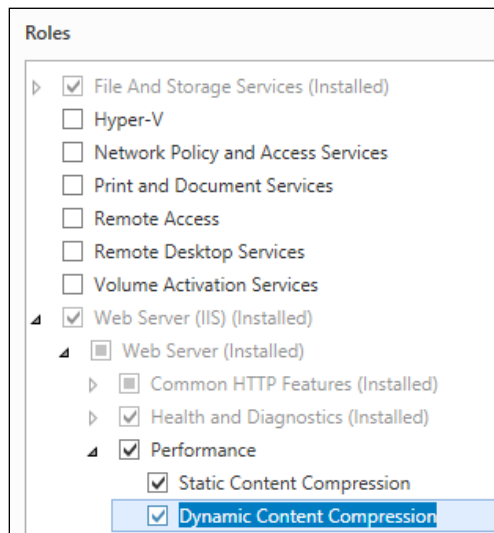 Roles
File And Storage Services (Installed)
Hyper-V
Network Policy and Access Services
Print and Document Services
Remote Access
Remote Desktop Services
Volume Activation Services
Web Server (IIS) (Installed)
Web Server (Installed)
Common HTTP Features (Installed)
Health and Diagnostics (Installed)
Performance
Static Content Compression
Dynamic Content Compression